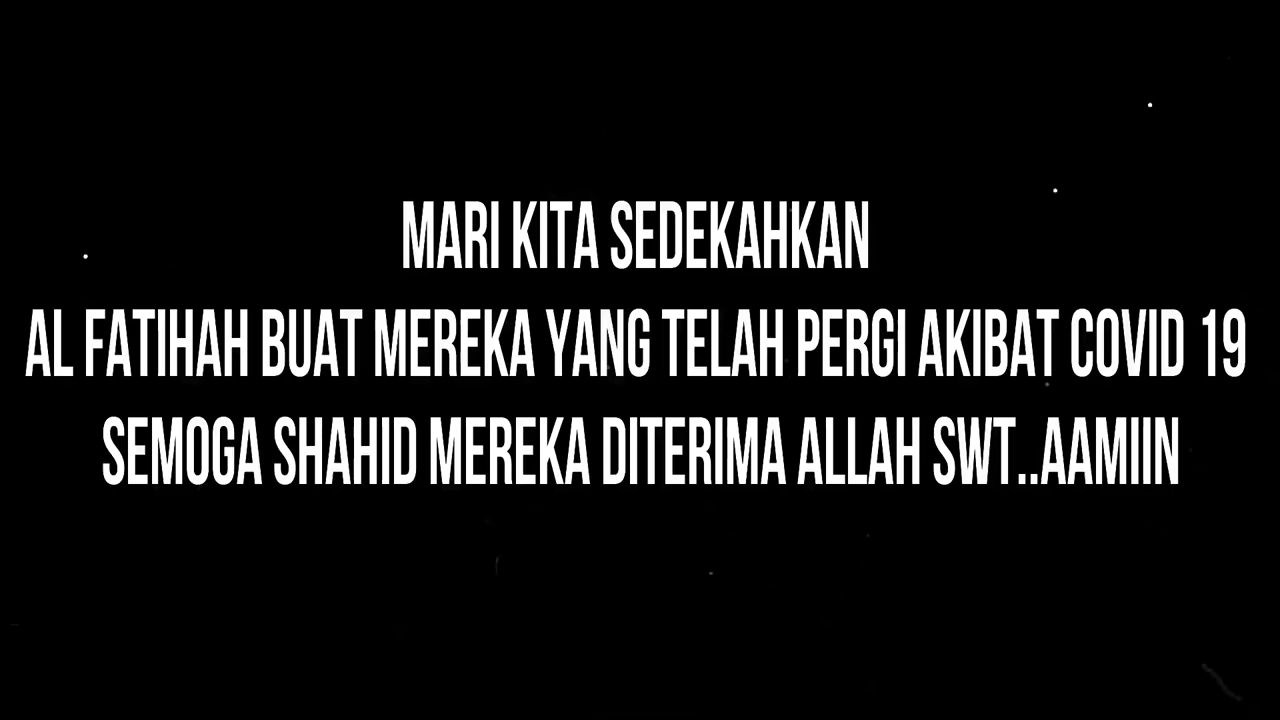 MARI KITA SEDEKAHKAN
AL FATIHAH BUAT MEREKA YANG TELAH PERGI AKIBAT COVID 19
SEMOGA SHAHID MEREKA DITERIMA ALLAH SWT..AAMIIN